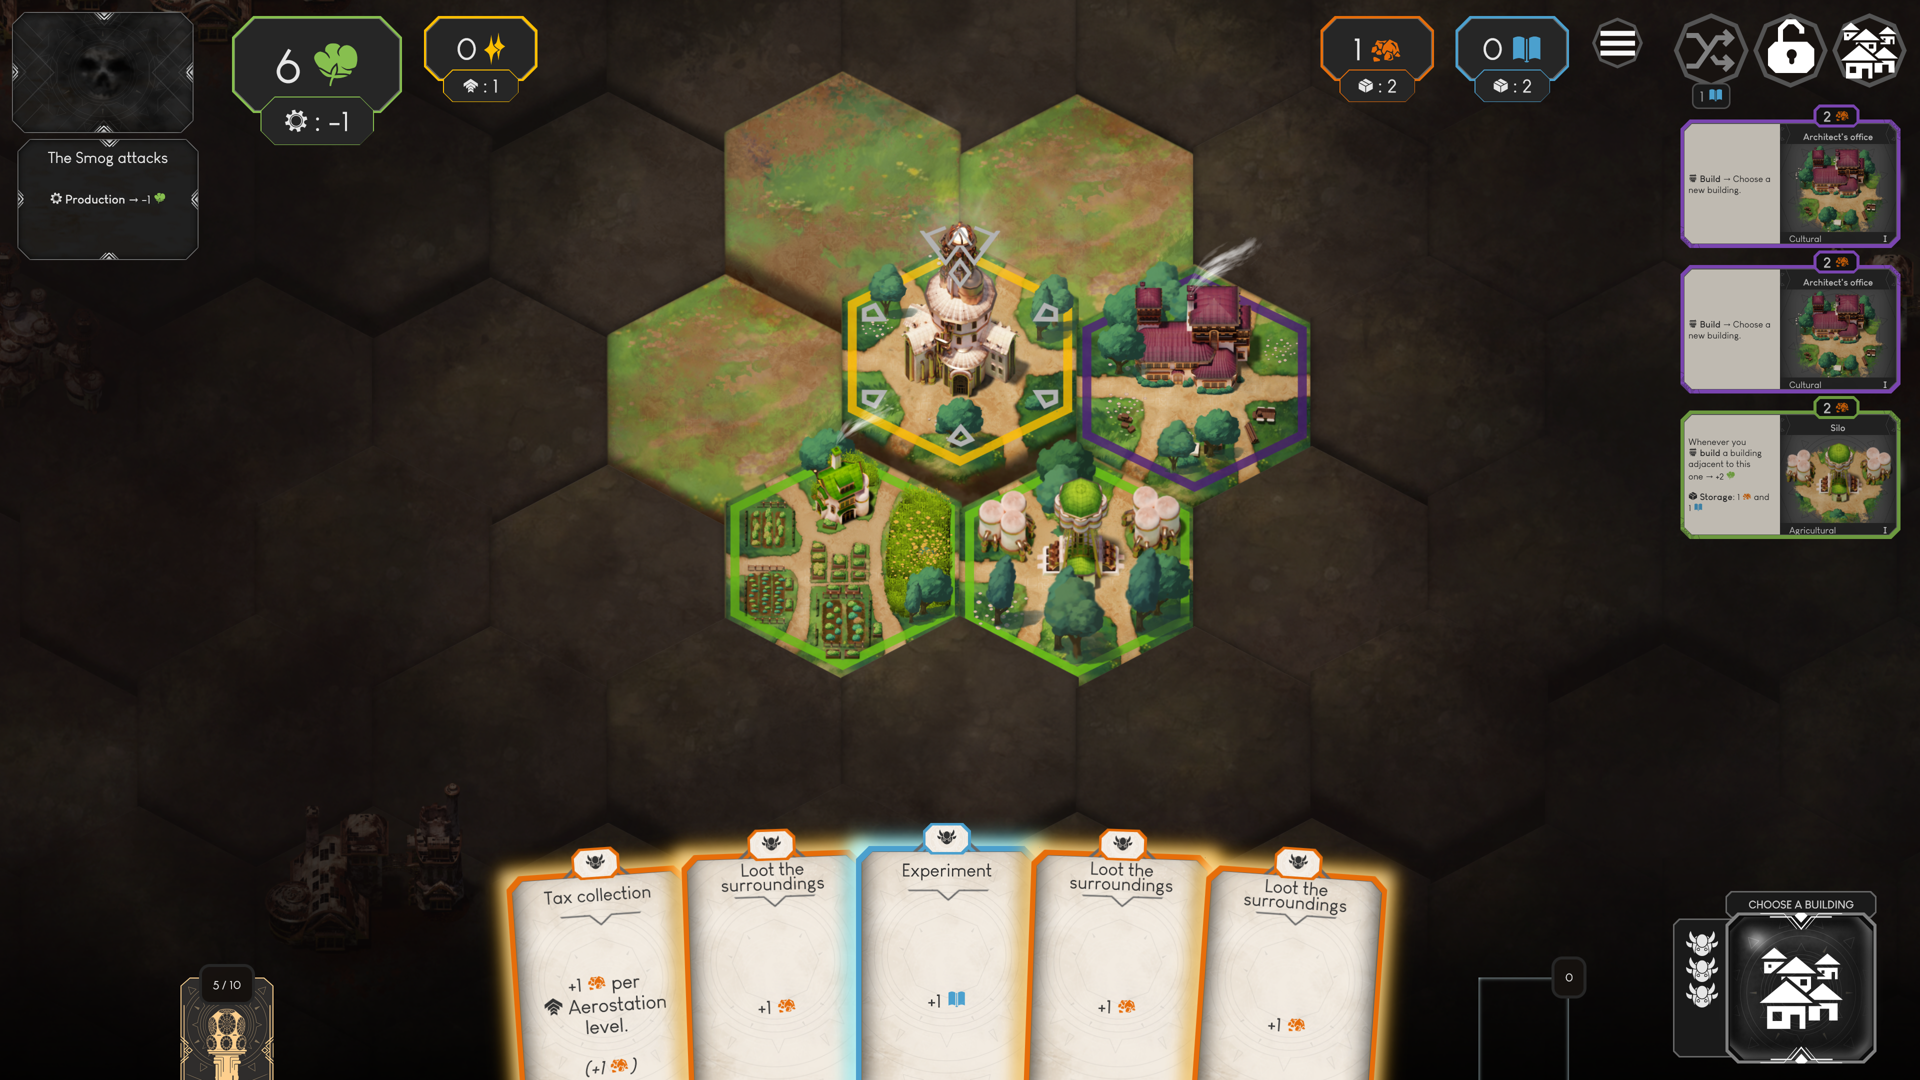 6
: -1
0
: 1
1
: 2
0
: 2
1
The Smog attacks
Production → -1
2
Architect's office
Build → Choose a
new building.
Cultural I
2
Architect's office
Build → Choose a
new building.
Cultural I
2
Silo
Whenever you
build a building
adjacent to this
one → +2
Storage: 1 and
1
Agricultural I
Tax collection
+1 per
Aerostation
level.
(+1 )
Loot the
surroundings
+1
Experiment
+1
Loot the
surroundings
+1
Loot the
surroundings
+1
5 / 10
0
CHOOSE A BUILDING